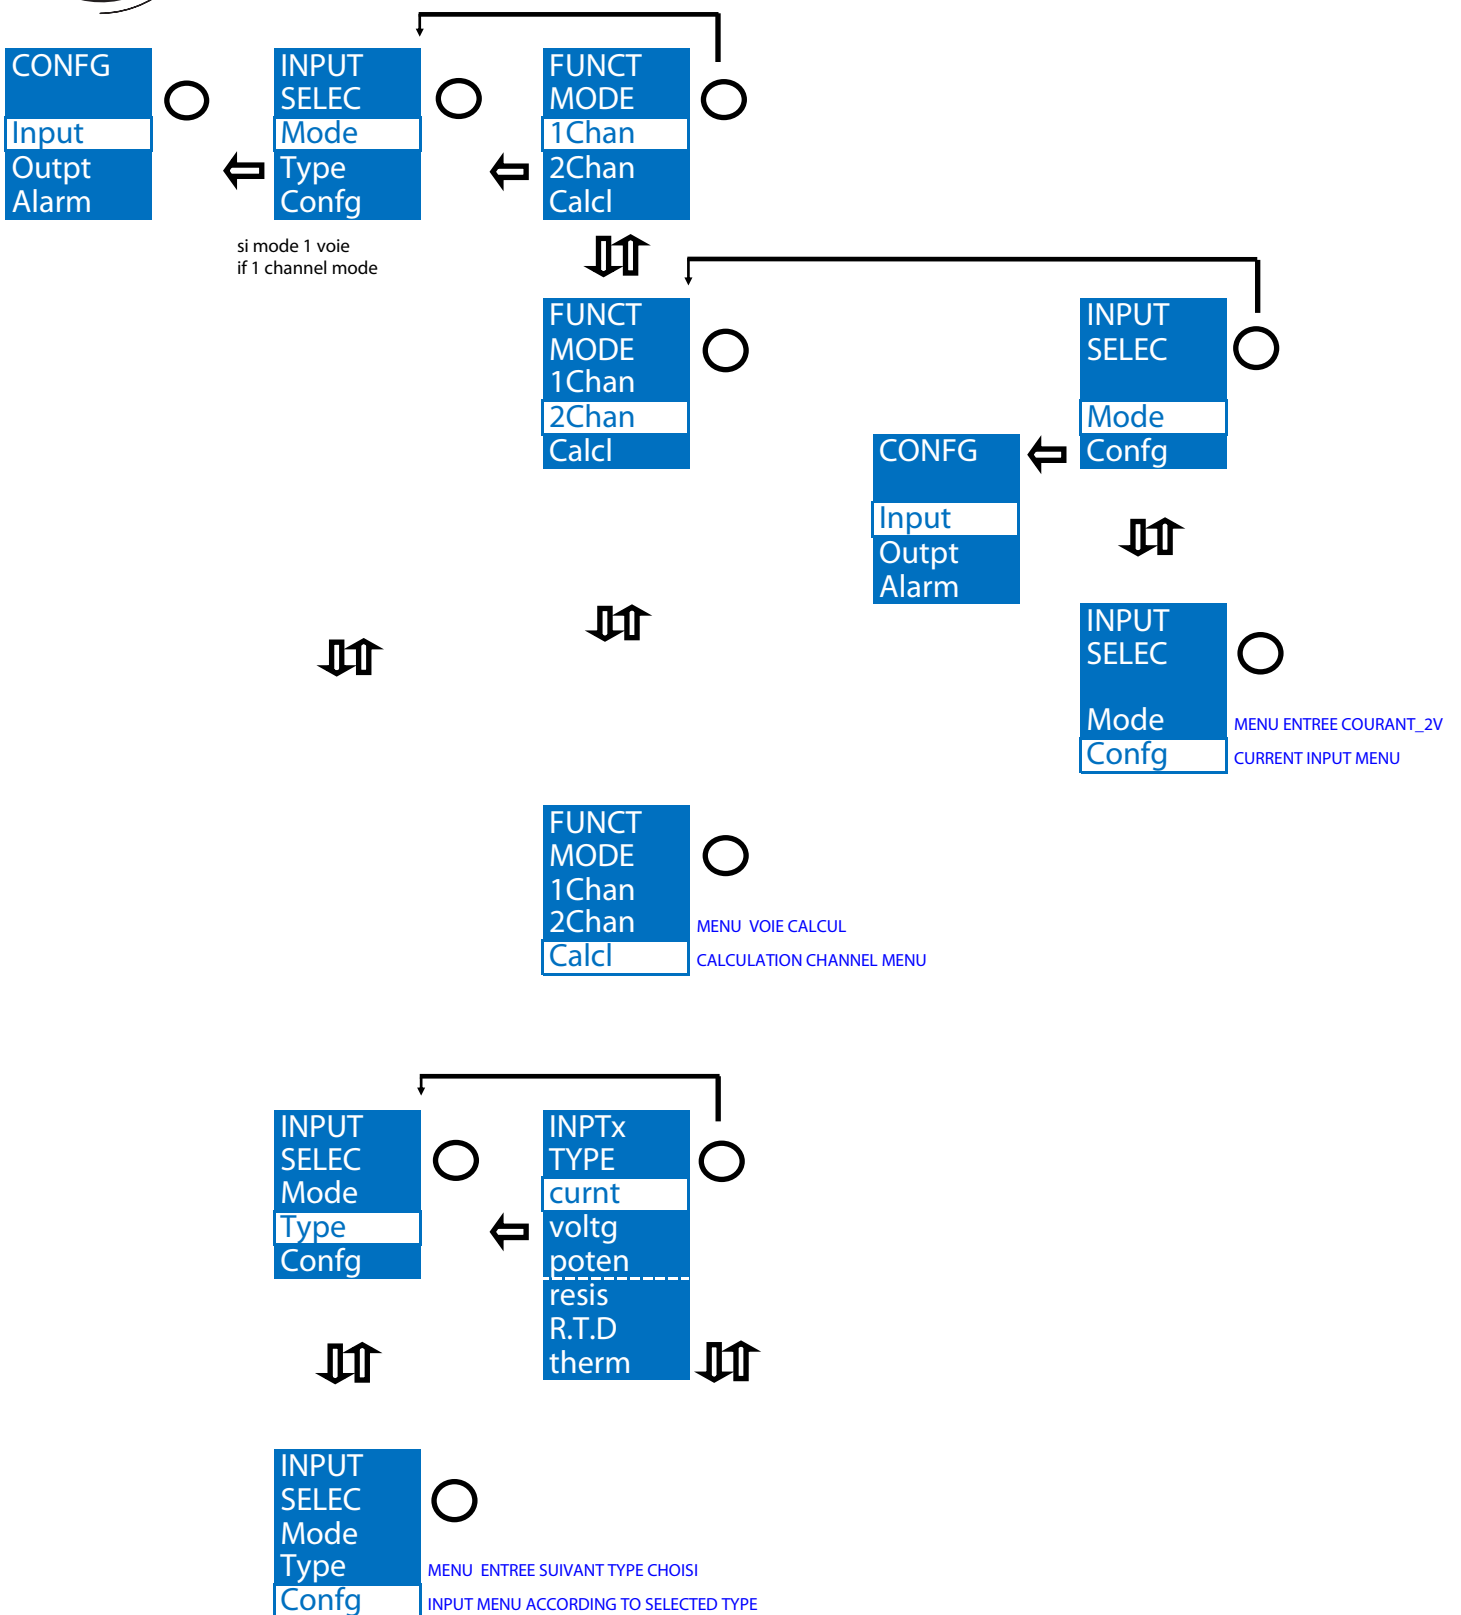 CONFG
Input
Outpt
Alarm
INPUT
SELEC
Mode
Type
Confg
si mode 1 voie
if 1 channel mode
FUNCT
MODE
1Chan
2Chan
Calcl
FUNCT
MODE
1Chan
2Chan
Calcl
INPUT
SELEC
Mode
Confg
CONFG
Input
Outpt
Alarm
INPUT
SELEC
Mode
Confg
MENU ENTREE COURANT_2V
CURRENT INPUT MENU
FUNCT
MODE
1Chan
2Chan
Calcl
MENU VOIE CALCUL
CALCULATION CHANNEL MENU
INPUT
SELEC
Mode
Type
Confg
INPTx
TYPE
curnt
voltg
poten
resis
R.T.D
therm
INPUT
SELEC
Mode
Type
Confg
MENU ENTREE SUIVANT TYPE CHOISI
INPUT MENU ACCORDING TO SELECTED TYPE